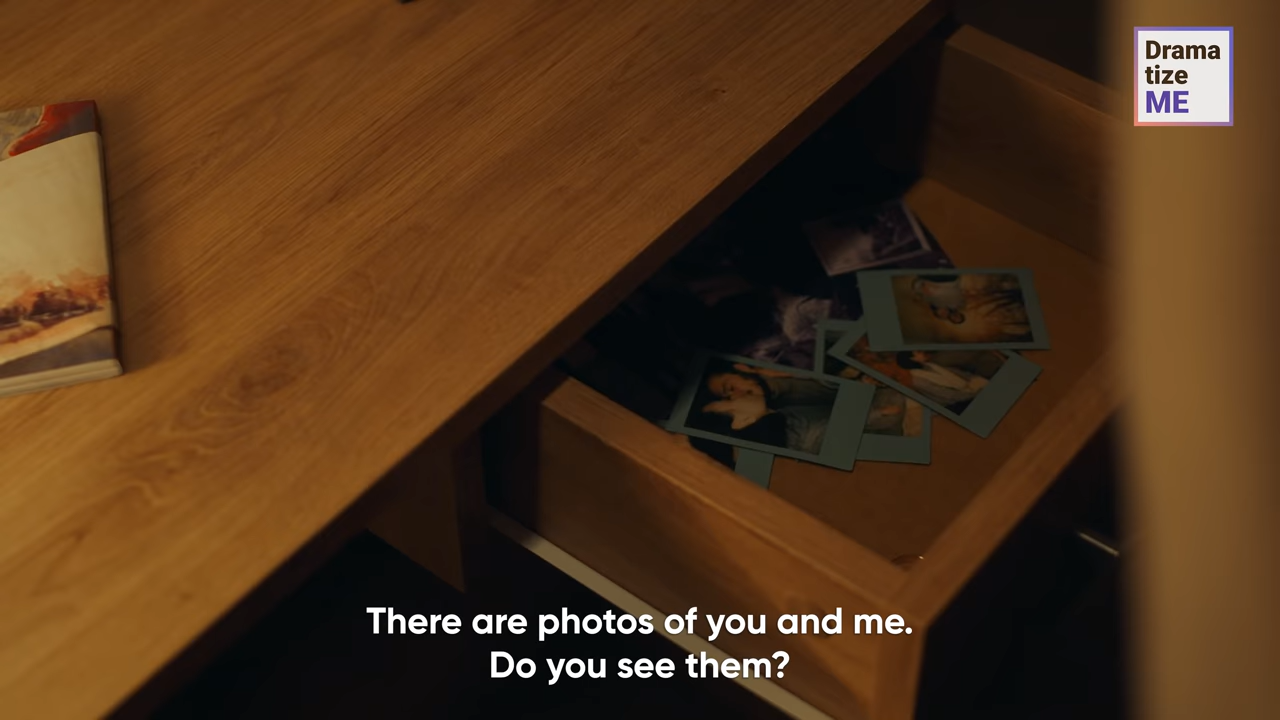 Drama
tize
ME
There are photos of you and me.
Do you see them?